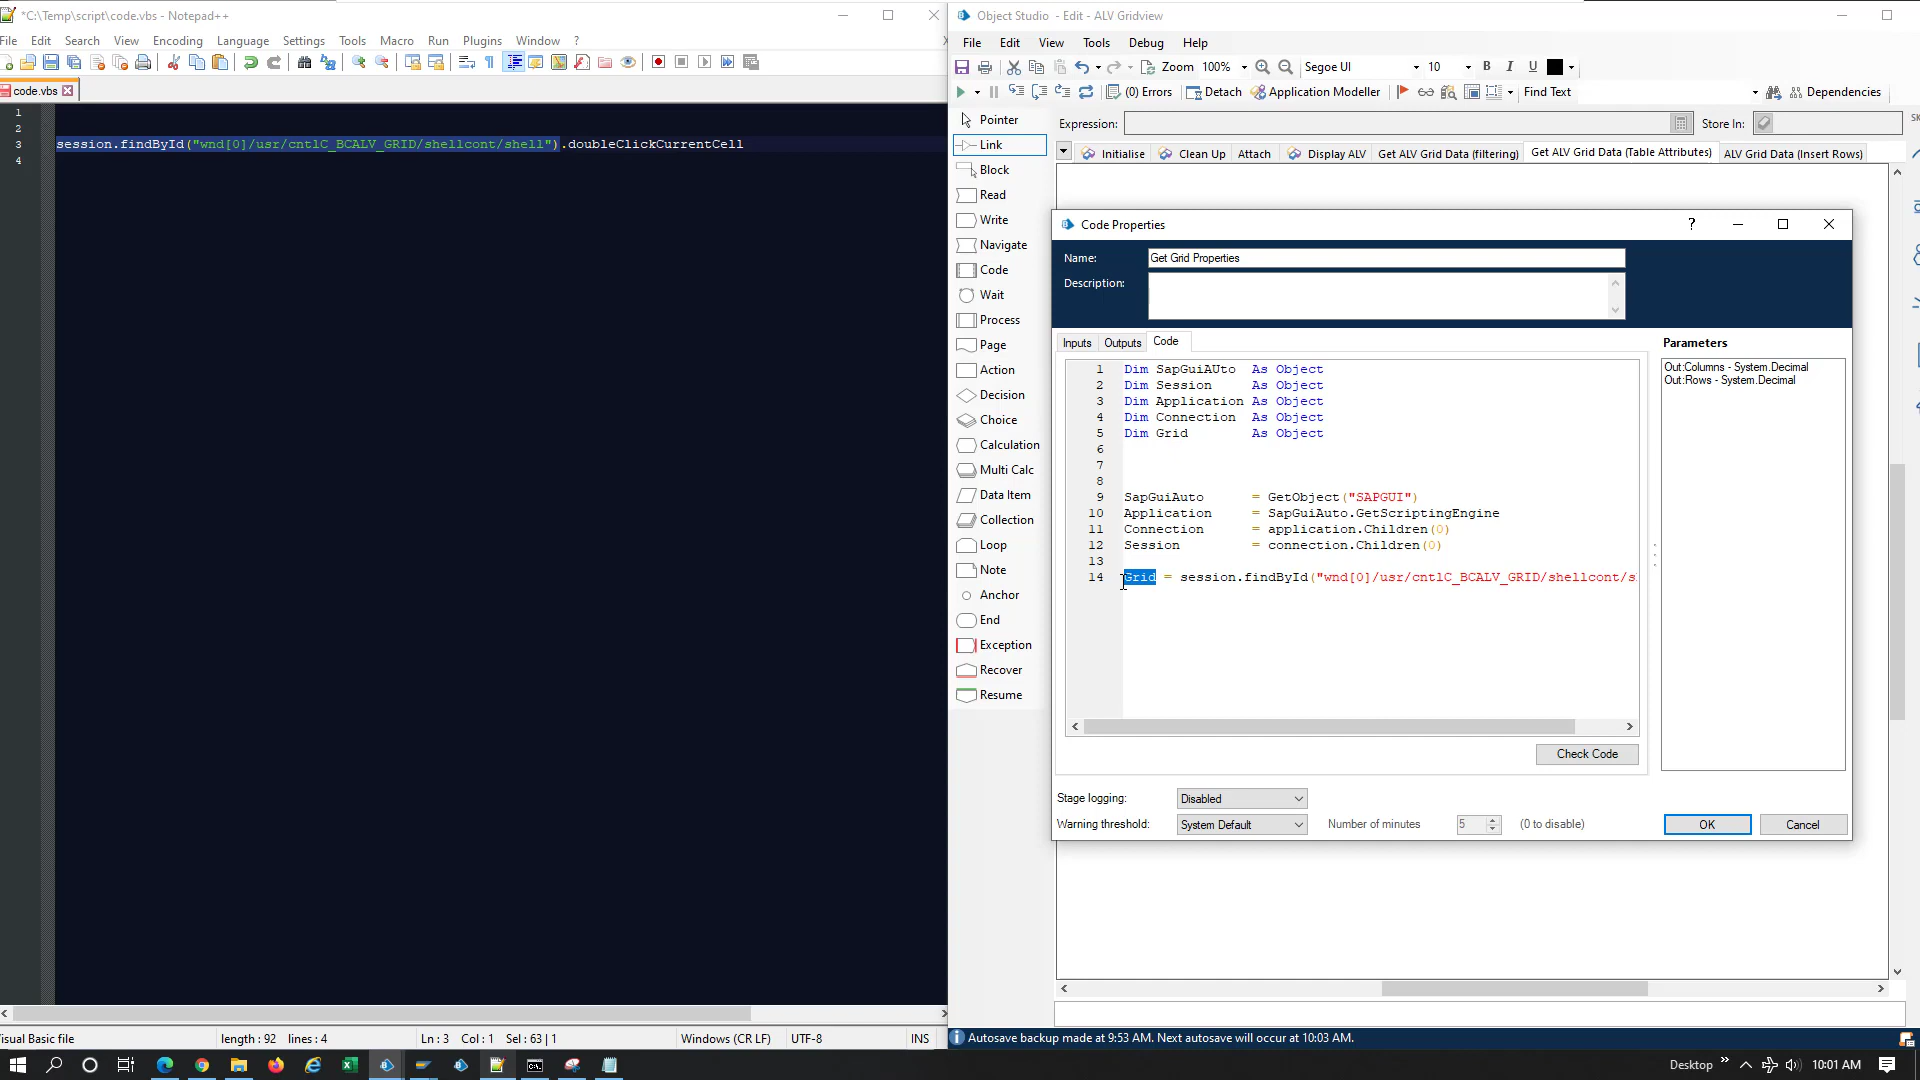 *C:\Temp\script\code.vbs - Notepad++
File Edit Search View Encoding Language Settings Tools Macro Run Plugins Window ?
code.vbs
1
2
3 session.findById("wnd[0]/usr/cntlC_BCALV_GRID/shellcont/shell").doubleClickCurrentCell
4
isual Basic file length : 92 lines : 4 Ln : 3 Col : 1 Sel : 63 | 1 Windows (CR LF) UTF-8 INS
Object Studio - Edit - ALV Gridview
File Edit View Tools Debug Help
Zoom 100% Segoe UI 10 B I U
(0) Errors Detach Application Modeller Find Text Dependencies
Expression: Store In:
Initialise Clean Up Attach Display ALV Get ALV Grid Data (filtering) Get ALV Grid Data (Table Attributes) ALV Grid Data (Insert Rows)
Pointer
Link
Block
Read
Write
Navigate
Code
Wait
Process
Page
Action
Decision
Choice
Calculation
Multi Calc
Data Item
Collection
Loop
Note
Anchor
End
Exception
Recover
Resume
Code Properties ?
Name: Get Grid Properties
Description:
Inputs Outputs Code
1 Dim SapGuiAUto As Object
2 Dim Session As Object
3 Dim Application As Object
4 Dim Connection As Object
5 Dim Grid As Object
6
7
8
9 SapGuiAuto = GetObject("SAPGUI")
10 Application = SapGuiAuto.GetScriptingEngine
11 Connection = application.Children(0)
12 Session = connection.Children(0)
13
14 Grid = session.findById("wnd[0]/usr/cntlC_BCALV_GRID/shellcont/s
Parameters
Out:Columns - System.Decimal
Out:Rows - System.Decimal
Check Code
Stage logging: Disabled
Warning threshold: System Default Number of minutes 5 (0 to disable)
OK Cancel
Autosave backup made at 9:53 AM. Next autosave will occur at 10:03 AM.
Desktop 10:01 AM